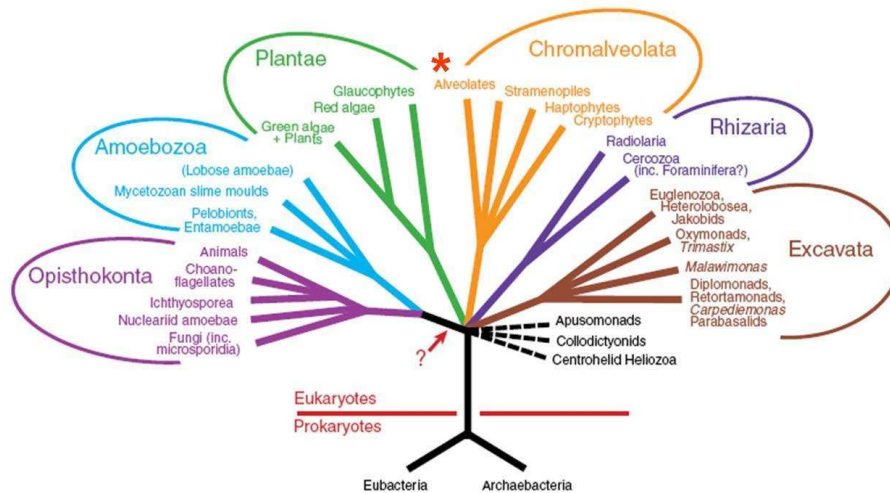 Plantae
*
Chromalveolata
Glaucophytes
Red algae
Green algae
+ Plants
Alveolates
Stramenopiles
Haptophytes
Cryptophytes
Amoebozoa
(Lobose amoebae)
Mycetozoan slime moulds
Pelobionts,
Entamoebae
Rhizaria
Radiolaria
Cercozoa
(inc. Foraminifera?)
Opisthokonta
Animals
Choano-
flagellates
Ichthyosporea
Nucleariid amoebae
Fungi (inc.
microsporidia)
Excavata
Euglenozoa,
Heterolobosea,
Jakobids
Oxymonads,
Trimastix
Malawimonas
Diplomonads,
Retortamonads,
Carpediemonas
Parabasalids
Apusomonads
Collodictyonids
Centrohelid Heliozoa
?
Eukaryotes
Prokaryotes
Eubacteria
Archaebacteria